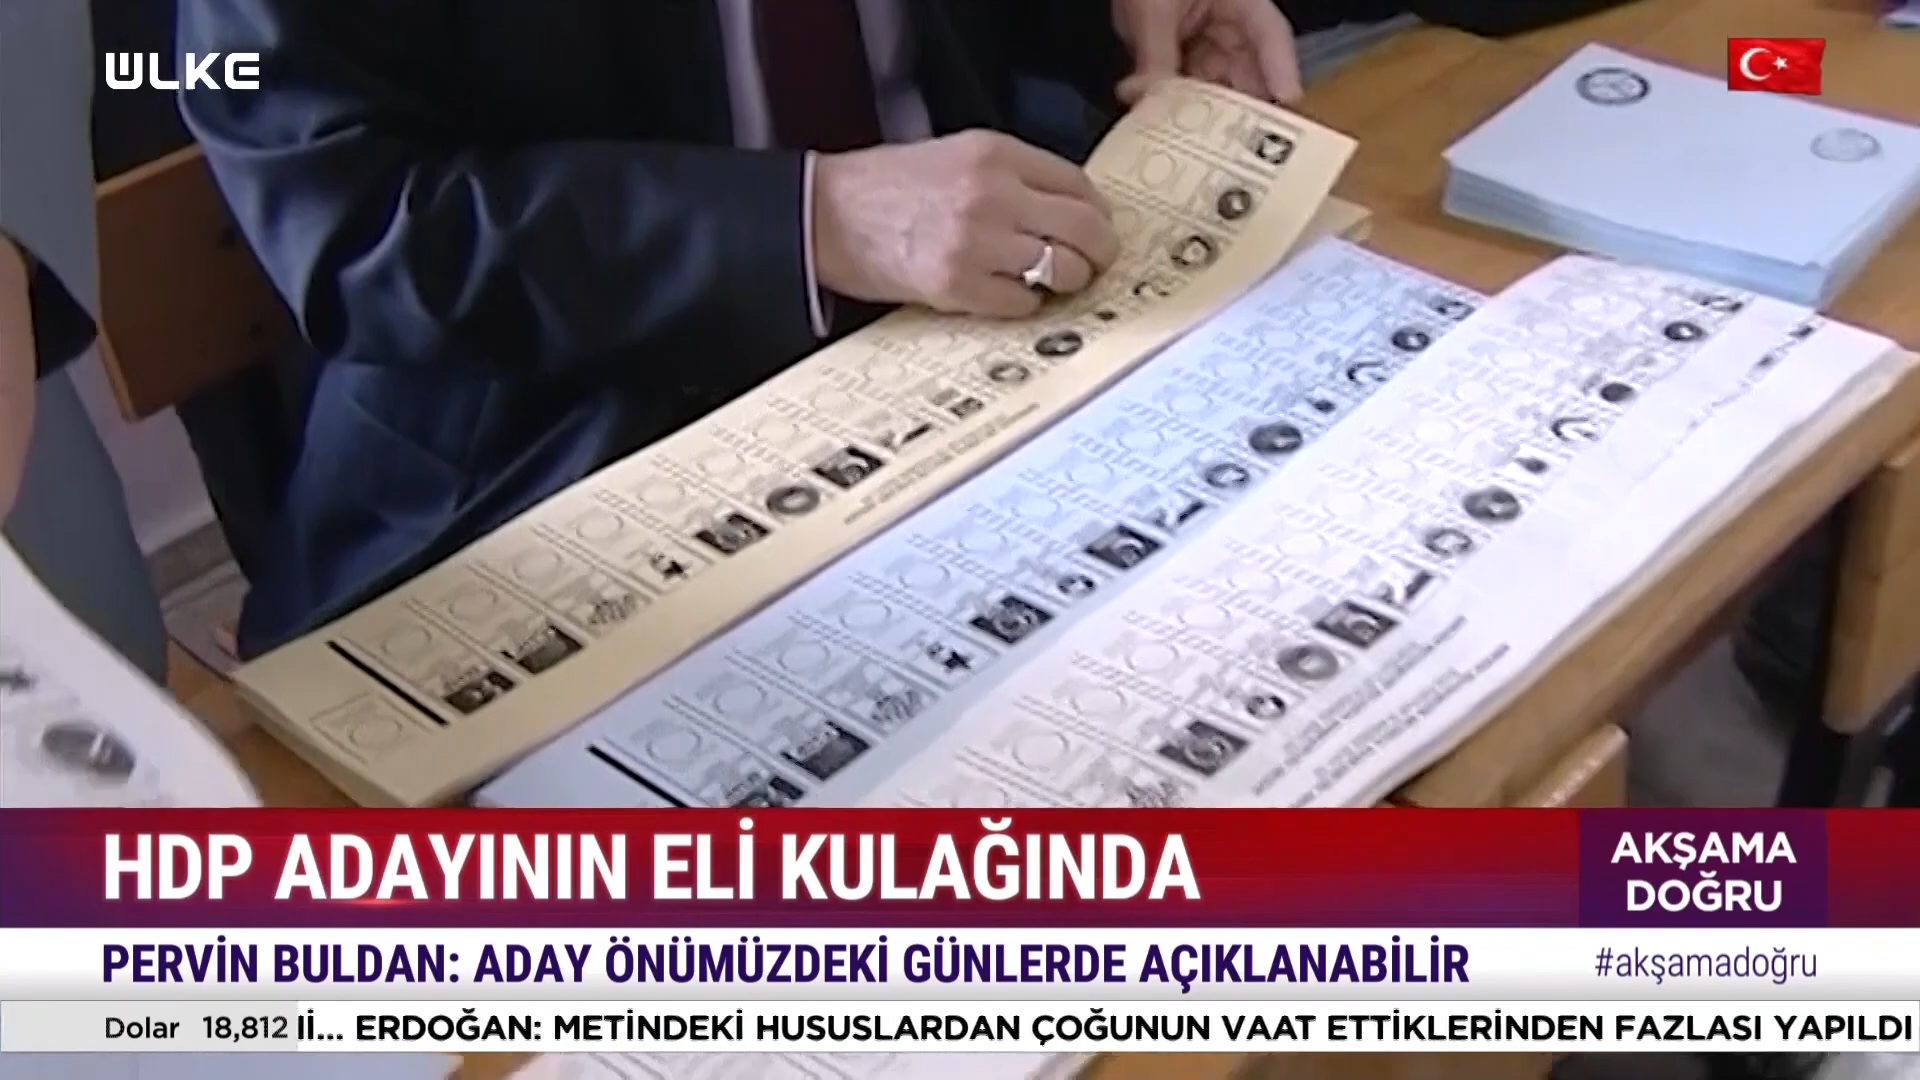 ÜLKE
HDP ADAYININ ELİ KULAĞINDA
AKŞAMA
DOĞRU
PERVİN BULDAN: ADAY ÖNÜMÜZDEKİ GÜNLERDE AÇIKLANABİLİR
#akşamadoğru
Dolar 18,812
... ERDOĞAN: METİNDEKİ HUSUSLARDAN ÇOĞUNUN VAAT ETTİKLERİNDEN FAZLASI YAPILDI